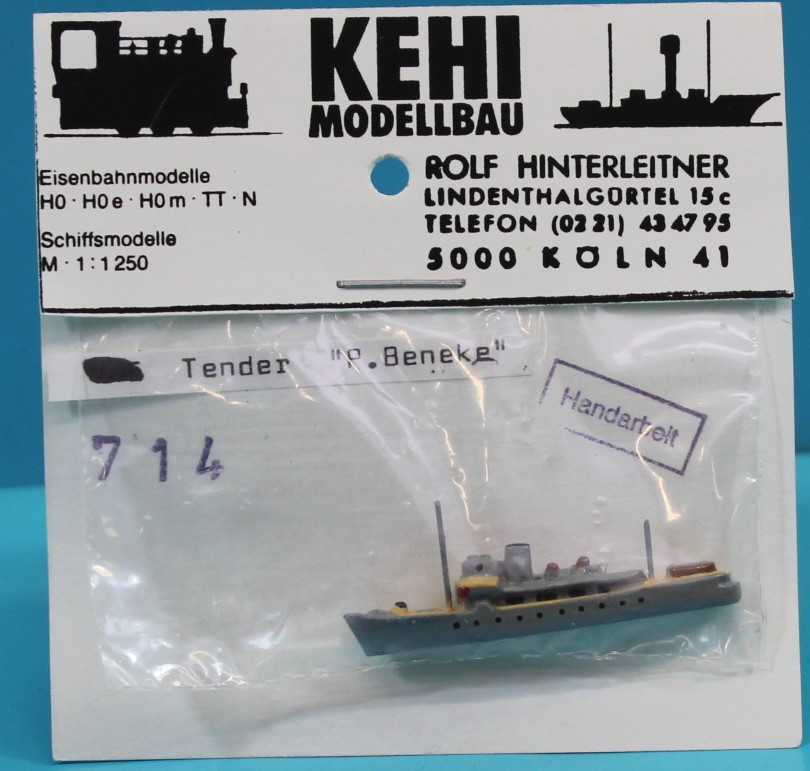 KEHI
MODELLBAU
Eisenbahnmodelle
H0 · H0e · H0m · TT · N
Schiffsmodelle
M · 1:1250
ROLF HINTERLEITNER
LINDENTHALGÜRTEL 15c
TELEFON (0221) 43 47 95
5000 KÖLN 41
Tender "P. Beneke"
Handarbeit
714